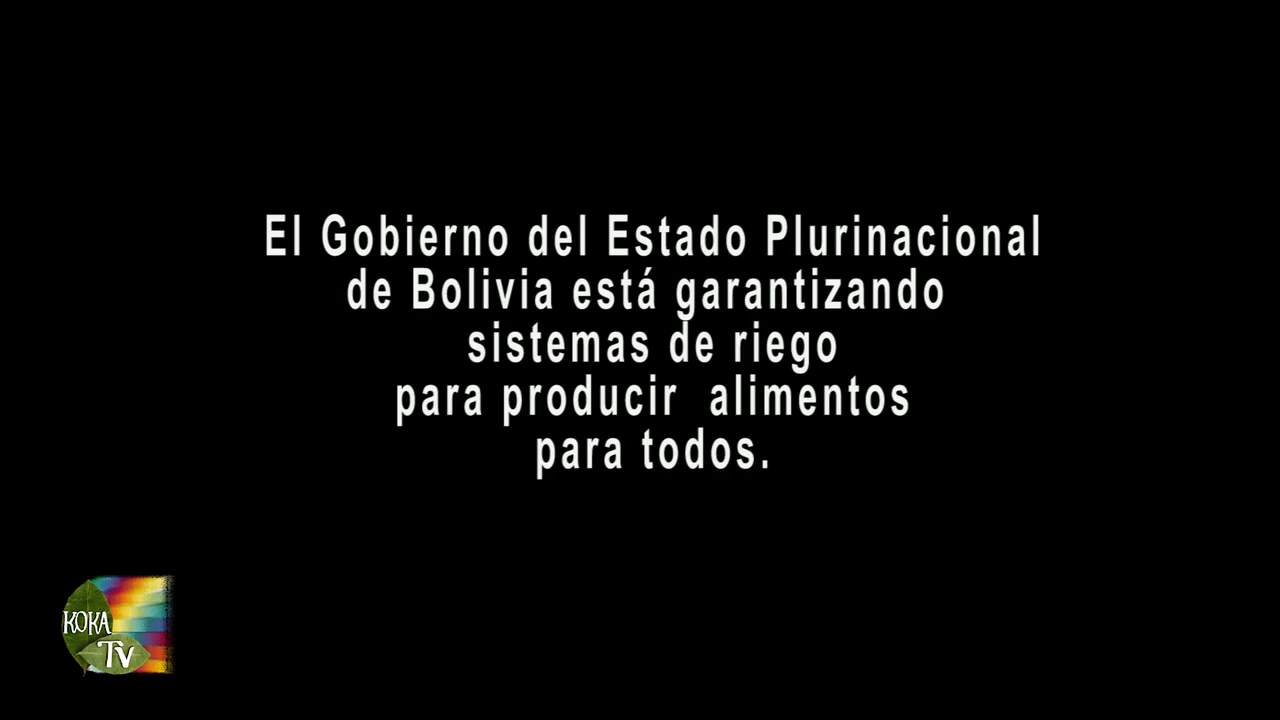 El Gobierno del Estado Plurinacional
de Bolivia está garantizando
sistemas de riego
para producir alimentos
para todos.
KOKA
TV